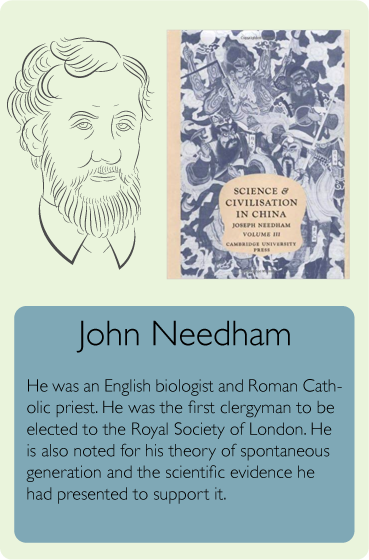 SCIENCE &
CIVILISATION
IN CHINA
JOSEPH NEEDHAM
VOLUME III
CAMBRIDGE UNIVERSITY
PRESS
John Needham
He was an English biologist and Roman Cath-
olic priest. He was the first clergyman to be
elected to the Royal Society of London. He
is also noted for his theory of spontaneous
generation and the scientific evidence he
had presented to support it.